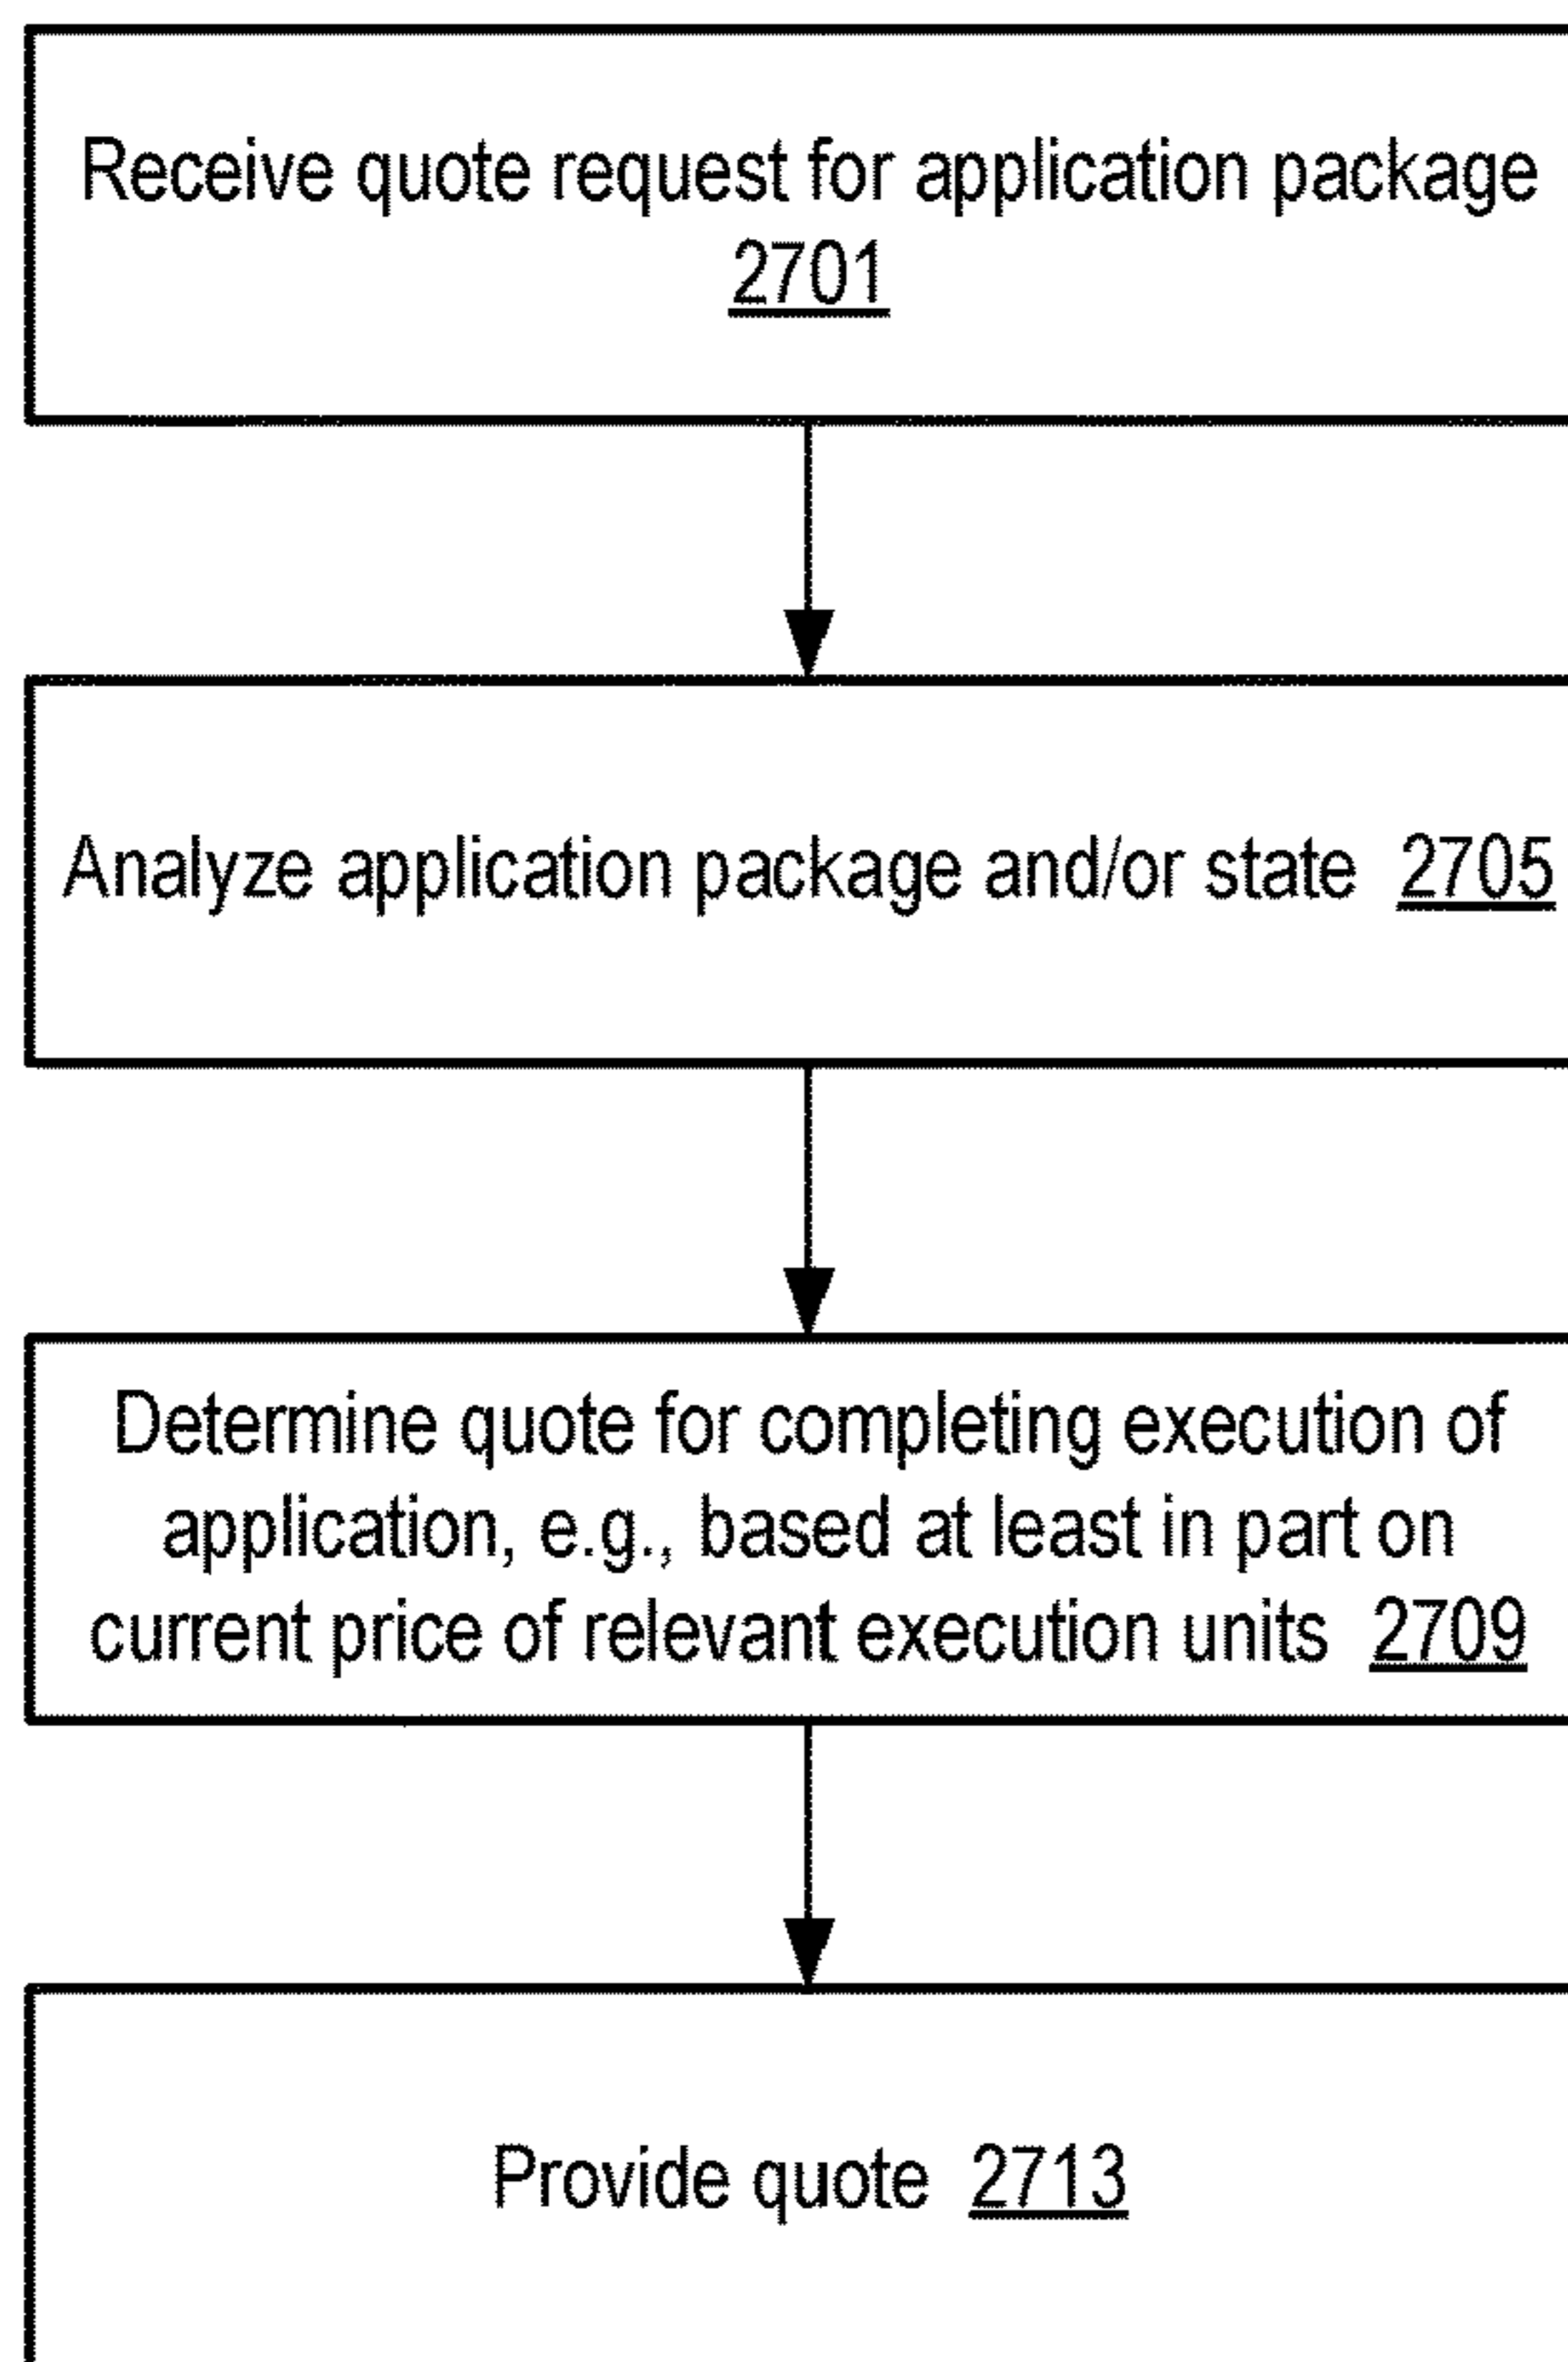 Receive quote request for application package
2701
Analyze application package and/or state 2705
Determine quote for completing execution of
application, e.g., based at least in part on
current price of relevant execution units 2709
Provide quote 2713